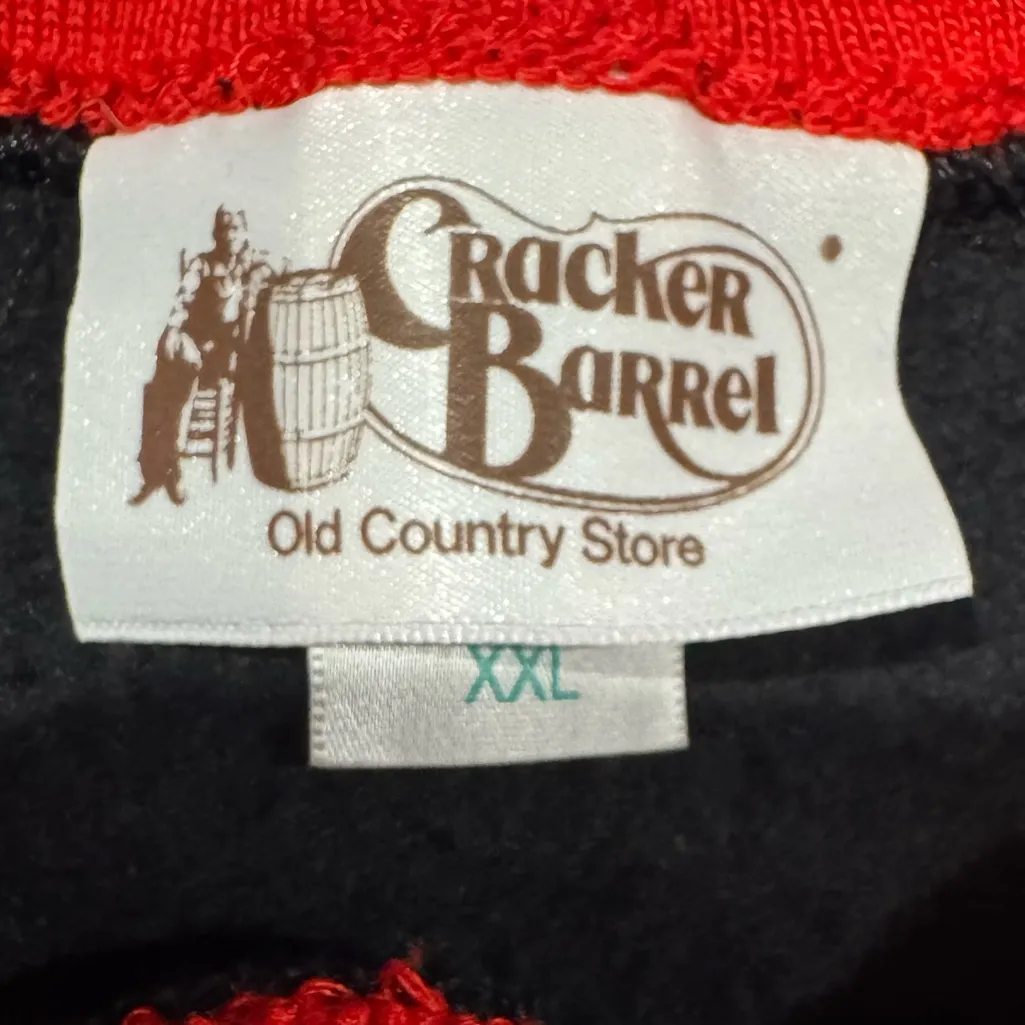 Cracker
Barrel
Old Country Store
XXL